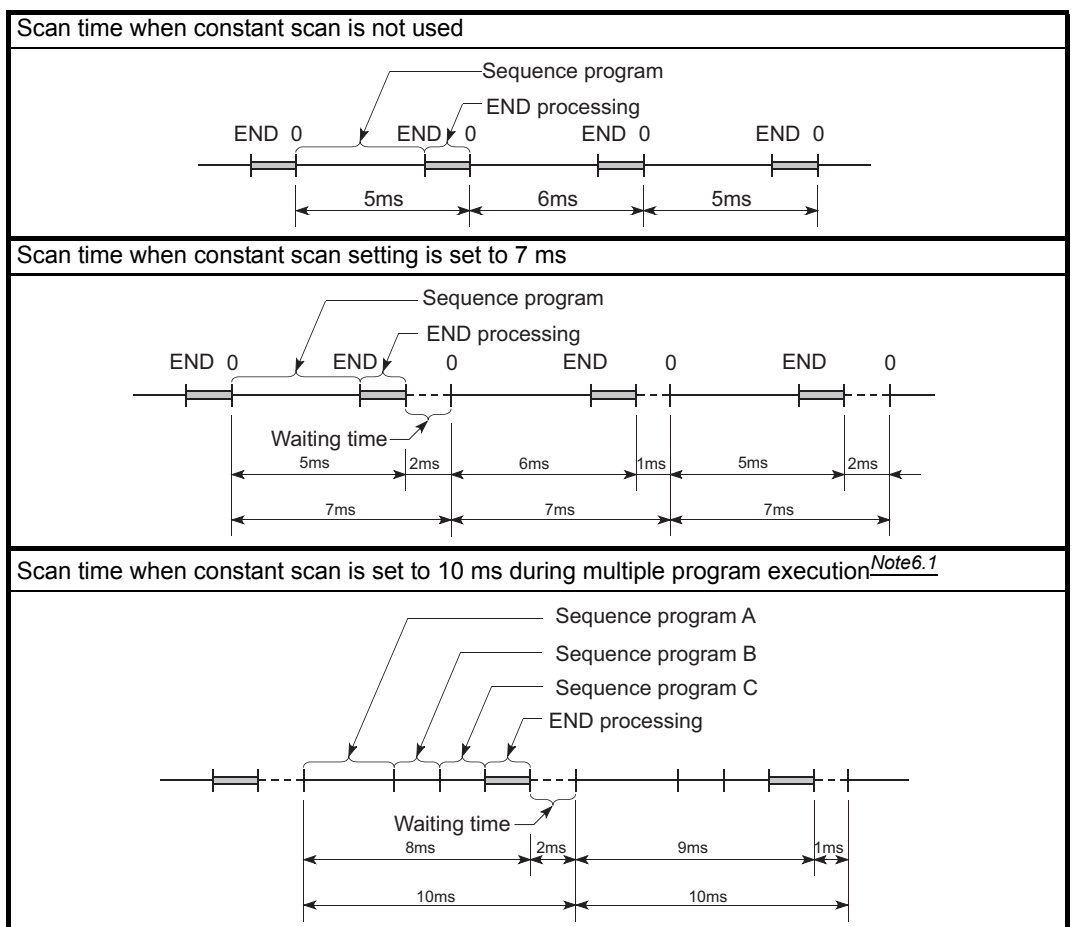 Scan time when constant scan is not used
Sequence program
END processing
END 0 END 0 END 0 END 0
5ms 6ms 5ms
Scan time when constant scan setting is set to 7 ms
Sequence program
END processing
END 0 END 0 END 0 END 0
Waiting time
5ms 2ms 6ms 1ms 5ms 2ms
7ms 7ms 7ms
Scan time when constant scan is set to 10 ms during multiple program execution Note6.1
Sequence program A
Sequence program B
Sequence program C
END processing
Waiting time
8ms 2ms 9ms 1ms
10ms 10ms